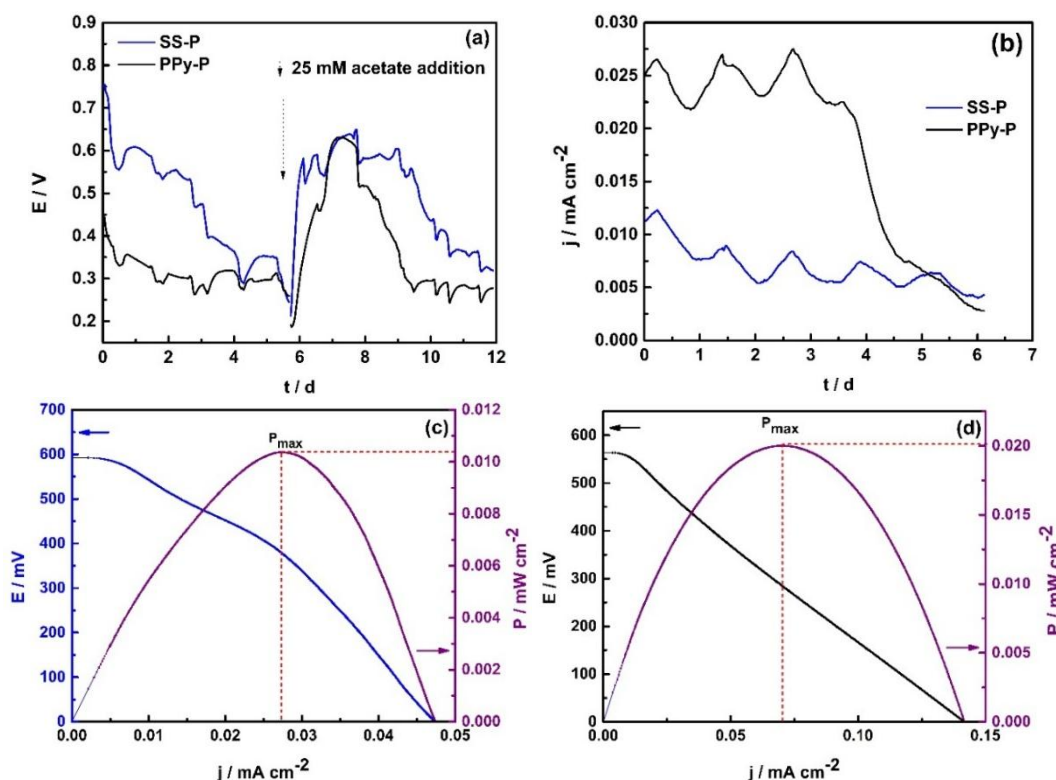 (a)
SS-P
PPy-P
25 mM acetate addition
0.9
0.8
0.7
0.6
0.5
0.4
0.3
0.2
E / V
0 2 4 6 8 10 12
t / d
(b)
SS-P
PPy-P
0.030
0.025
0.020
0.015
0.010
0.005
0.000
j / mA cm-2
0 1 2 3 4 5 6 7
t / d
(c)
Pmax
700
600
500
400
300
200
100
0
E / mV
0.012
0.010
0.008
0.006
0.004
0.002
0.000
P / mW cm-2
0.00 0.01 0.02 0.03 0.04 0.05
j / mA cm-2
(d)
Pmax
600
500
400
300
200
100
0
E / mV
0.020
0.015
0.010
0.005
0.000
P / mW cm-2
0.00 0.05 0.10 0.15
j / mA cm-2